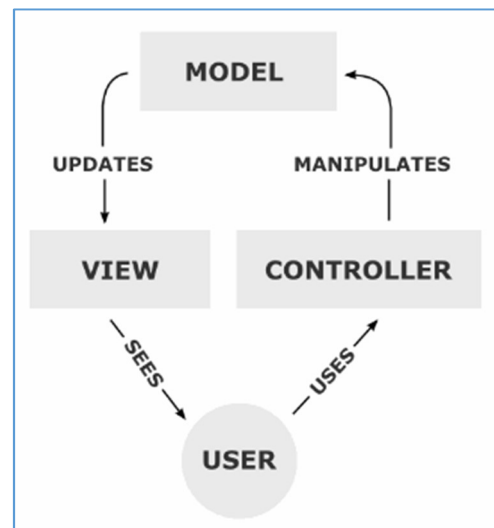 MODEL
UPDATES
MANIPULATES
VIEW
CONTROLLER
SEES
USES
USER